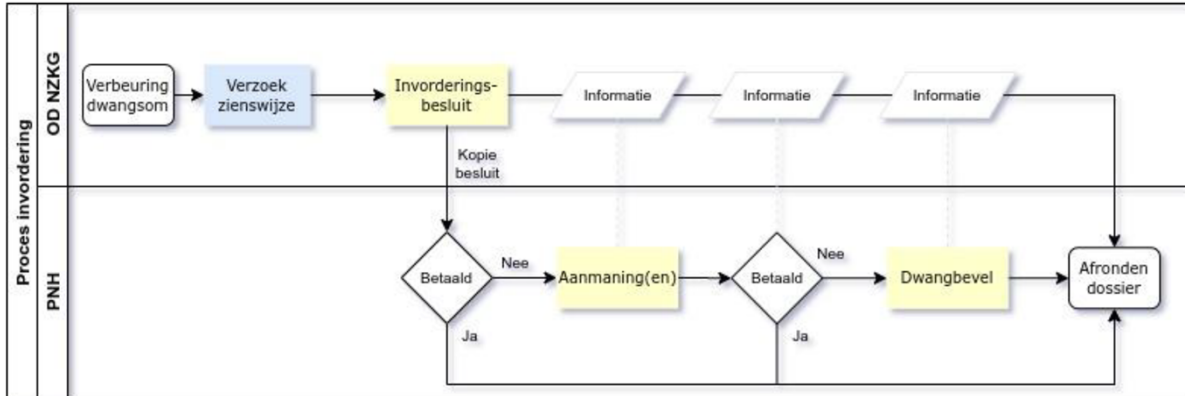 Proces invordering
OD NZKG
Verbeuring
dwangsom
Verzoek
zienswijze
Invorderings-
besluit
Informatie
Informatie
Informatie
Kopie
besluit
PNH
Betaald
Nee
Aanmaning(en)
Betaald
Nee
Dwangbevel
Afronden
dossier
Ja
Ja